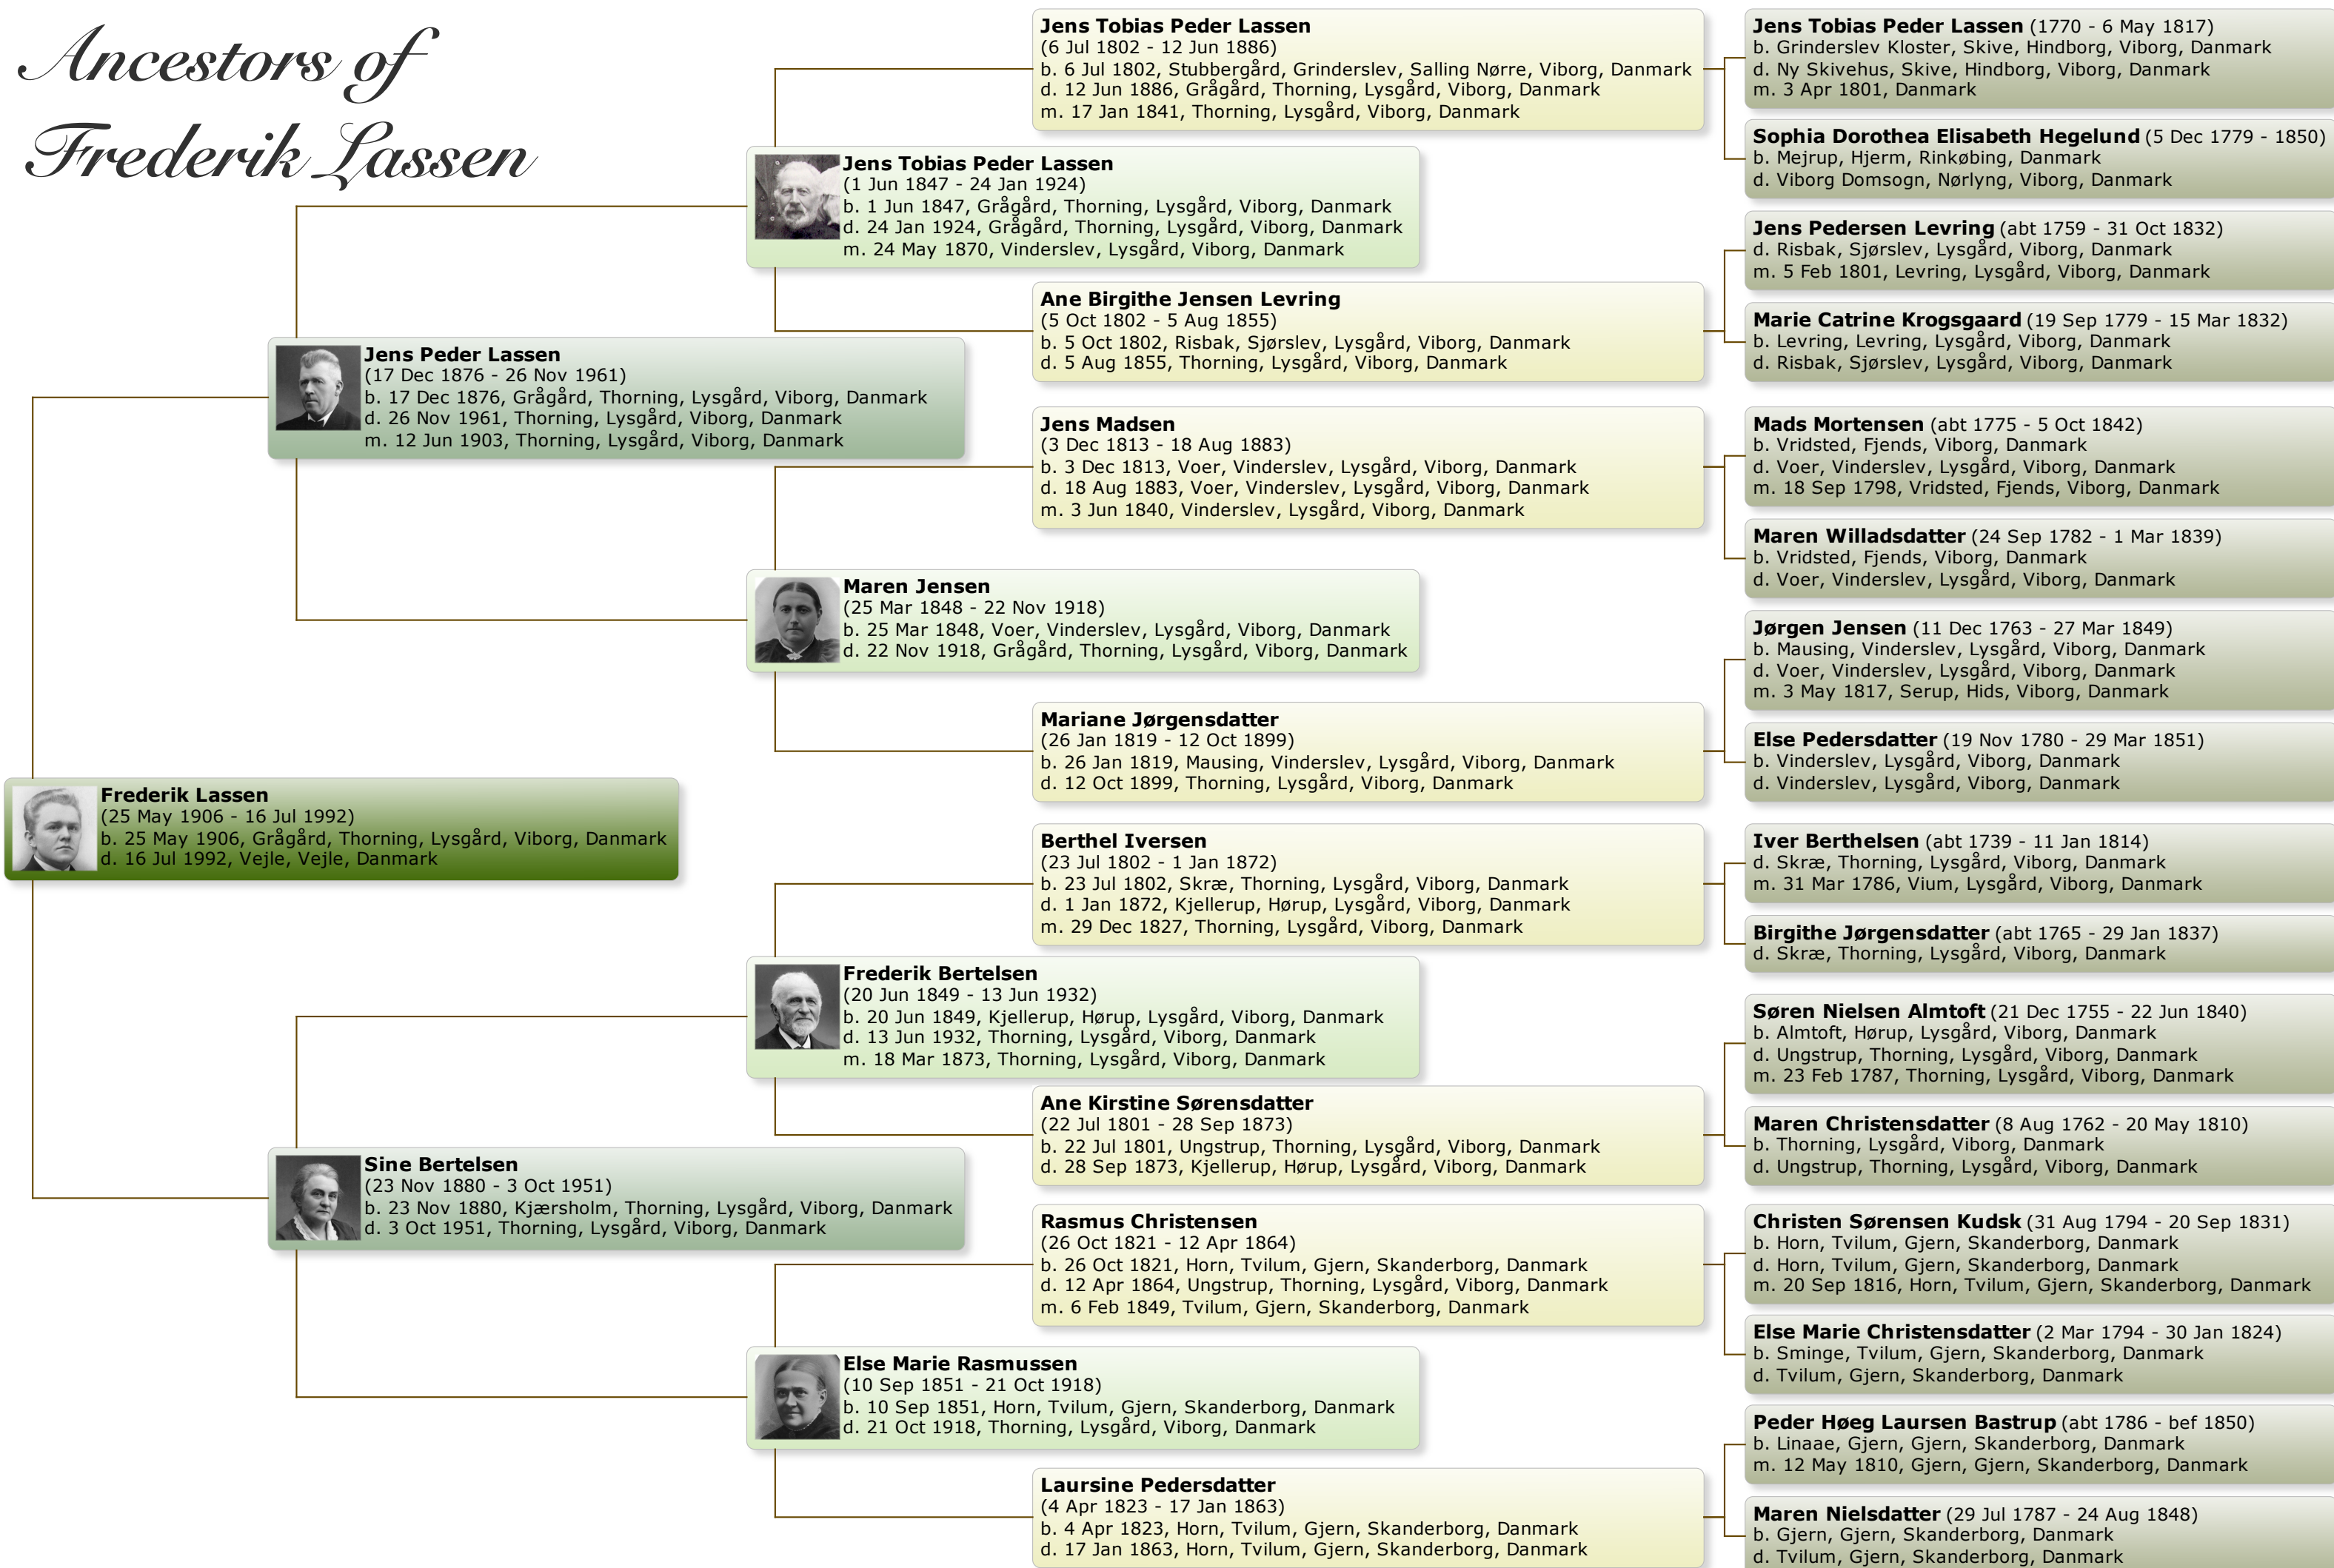 Ancestors of
Frederik Lassen
Frederik Lassen
(25 May 1906 - 16 Jul 1992)
b. 25 May 1906, Grågård, Thorning, Lysgård, Viborg, Danmark
d. 16 Jul 1992, Vejle, Vejle, Danmark
Jens Peder Lassen
(17 Dec 1876 - 26 Nov 1961)
b. 17 Dec 1876, Grågård, Thorning, Lysgård, Viborg, Danmark
d. 26 Nov 1961, Thorning, Lysgård, Viborg, Danmark
m. 12 Jun 1903, Thorning, Lysgård, Viborg, Danmark
Sine Bertelsen
(23 Nov 1880 - 3 Oct 1951)
b. 23 Nov 1880, Kjærsholm, Thorning, Lysgård, Viborg, Danmark
d. 3 Oct 1951, Thorning, Lysgård, Viborg, Danmark
Jens Tobias Peder Lassen
(1 Jun 1847 - 24 Jan 1924)
b. 1 Jun 1847, Grågård, Thorning, Lysgård, Viborg, Danmark
d. 24 Jan 1924, Grågård, Thorning, Lysgård, Viborg, Danmark
m. 24 May 1870, Vinderslev, Lysgård, Viborg, Danmark
Maren Jensen
(25 Mar 1848 - 22 Nov 1918)
b. 25 Mar 1848, Voer, Vinderslev, Lysgård, Viborg, Danmark
d. 22 Nov 1918, Grågård, Thorning, Lysgård, Viborg, Danmark
Frederik Bertelsen
(20 Jun 1849 - 13 Jun 1932)
b. 20 Jun 1849, Kjellerup, Hørup, Lysgård, Viborg, Danmark
d. 13 Jun 1932, Thorning, Lysgård, Viborg, Danmark
m. 18 Mar 1873, Thorning, Lysgård, Viborg, Danmark
Else Marie Rasmussen
(10 Sep 1851 - 21 Oct 1918)
b. 10 Sep 1851, Horn, Tvilum, Gjern, Skanderborg, Danmark
d. 21 Oct 1918, Thorning, Lysgård, Viborg, Danmark
Jens Tobias Peder Lassen
(6 Jul 1802 - 12 Jun 1886)
b. 6 Jul 1802, Stubbergård, Grinderslev, Salling Nørre, Viborg, Danmark
d. 12 Jun 1886, Grågård, Thorning, Lysgård, Viborg, Danmark
m. 17 Jan 1841, Thorning, Lysgård, Viborg, Danmark
Ane Birgithe Jensen Levring
(5 Oct 1802 - 5 Aug 1855)
b. 5 Oct 1802, Risbak, Sjørslev, Lysgård, Viborg, Danmark
d. 5 Aug 1855, Thorning, Lysgård, Viborg, Danmark
Jens Madsen
(3 Dec 1813 - 18 Aug 1883)
b. 3 Dec 1813, Voer, Vinderslev, Lysgård, Viborg, Danmark
d. 18 Aug 1883, Voer, Vinderslev, Lysgård, Viborg, Danmark
m. 3 Jun 1840, Vinderslev, Lysgård, Viborg, Danmark
Mariane Jørgensdatter
(26 Jan 1819 - 12 Oct 1899)
b. 26 Jan 1819, Mausing, Vinderslev, Lysgård, Viborg, Danmark
d. 12 Oct 1899, Thorning, Lysgård, Viborg, Danmark
Berthel Iversen
(23 Jul 1802 - 1 Jan 1872)
b. 23 Jul 1802, Skræ, Thorning, Lysgård, Viborg, Danmark
d. 1 Jan 1872, Kjellerup, Hørup, Lysgård, Viborg, Danmark
m. 29 Dec 1827, Thorning, Lysgård, Viborg, Danmark
Ane Kirstine Sørensdatter
(22 Jul 1801 - 28 Sep 1873)
b. 22 Jul 1801, Ungstrup, Thorning, Lysgård, Viborg, Danmark
d. 28 Sep 1873, Kjellerup, Hørup, Lysgård, Viborg, Danmark
Rasmus Christensen
(26 Oct 1821 - 12 Apr 1864)
b. 26 Oct 1821, Horn, Tvilum, Gjern, Skanderborg, Danmark
d. 12 Apr 1864, Ungstrup, Thorning, Lysgård, Viborg, Danmark
m. 6 Feb 1849, Tvilum, Gjern, Skanderborg, Danmark
Laursine Pedersdatter
(4 Apr 1823 - 17 Jan 1863)
b. 4 Apr 1823, Horn, Tvilum, Gjern, Skanderborg, Danmark
d. 17 Jan 1863, Horn, Tvilum, Gjern, Skanderborg, Danmark
Jens Tobias Peder Lassen (1770 - 6 May 1817)
b. Grinderslev Kloster, Skive, Hindborg, Viborg, Danmark
d. Ny Skivehus, Skive, Hindborg, Viborg, Danmark
m. 3 Apr 1801, Danmark
Sophia Dorothea Elisabeth Hegelund (5 Dec 1779 - 1850)
b. Mejrup, Hjerm, Rinkøbing, Danmark
d. Viborg Domsogn, Nørlyng, Viborg, Danmark
Jens Pedersen Levring (abt 1759 - 31 Oct 1832)
d. Risbak, Sjørslev, Lysgård, Viborg, Danmark
m. 5 Feb 1801, Levring, Lysgård, Viborg, Danmark
Marie Catrine Krogsgaard (19 Sep 1779 - 15 Mar 1832)
b. Levring, Levring, Lysgård, Viborg, Danmark
d. Risbak, Sjørslev, Lysgård, Viborg, Danmark
Mads Mortensen (abt 1775 - 5 Oct 1842)
b. Vridsted, Fjends, Viborg, Danmark
d. Voer, Vinderslev, Lysgård, Viborg, Danmark
m. 18 Sep 1798, Vridsted, Fjends, Viborg, Danmark
Maren Willadsdatter (24 Sep 1782 - 1 Mar 1839)
b. Vridsted, Fjends, Viborg, Danmark
d. Voer, Vinderslev, Lysgård, Viborg, Danmark
Jørgen Jensen (11 Dec 1763 - 27 Mar 1849)
b. Mausing, Vinderslev, Lysgård, Viborg, Danmark
d. Voer, Vinderslev, Lysgård, Viborg, Danmark
m. 3 May 1817, Serup, Hids, Viborg, Danmark
Else Pedersdatter (19 Nov 1780 - 29 Mar 1851)
b. Vinderslev, Lysgård, Viborg, Danmark
d. Vinderslev, Lysgård, Viborg, Danmark
Iver Berthelsen (abt 1739 - 11 Jan 1814)
d. Skræ, Thorning, Lysgård, Viborg, Danmark
m. 31 Mar 1786, Vium, Lysgård, Viborg, Danmark
Birgithe Jørgensdatter (abt 1765 - 29 Jan 1837)
d. Skræ, Thorning, Lysgård, Viborg, Danmark
Søren Nielsen Almtoft (21 Dec 1755 - 22 Jun 1840)
b. Almtoft, Hørup, Lysgård, Viborg, Danmark
d. Ungstrup, Thorning, Lysgård, Viborg, Danmark
m. 23 Feb 1787, Thorning, Lysgård, Viborg, Danmark
Maren Christensdatter (8 Aug 1762 - 20 May 1810)
b. Thorning, Lysgård, Viborg, Danmark
d. Ungstrup, Thorning, Lysgård, Viborg, Danmark
Christen Sørensen Kudsk (31 Aug 1794 - 20 Sep 1831)
b. Horn, Tvilum, Gjern, Skanderborg, Danmark
d. Horn, Tvilum, Gjern, Skanderborg, Danmark
m. 20 Sep 1816, Horn, Tvilum, Gjern, Skanderborg, Danmark
Else Marie Christensdatter (2 Mar 1794 - 30 Jan 1824)
b. Sminge, Tvilum, Gjern, Skanderborg, Danmark
d. Tvilum, Gjern, Skanderborg, Danmark
Peder Høeg Laursen Bastrup (abt 1786 - bef 1850)
b. Linaae, Gjern, Gjern, Skanderborg, Danmark
m. 12 May 1810, Gjern, Gjern, Skanderborg, Danmark
Maren Nielsdatter (29 Jul 1787 - 24 Aug 1848)
b. Gjern, Gjern, Skanderborg, Danmark
d. Tvilum, Gjern, Skanderborg, Danmark